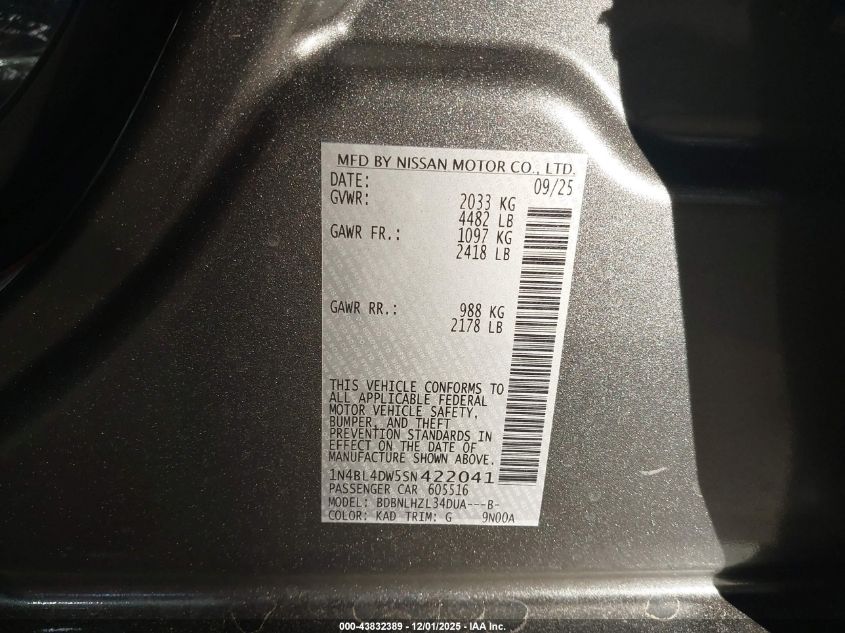 MFD BY NISSAN MOTOR CO., LTD.
DATE: 09/25
GVWR: 2033 KG
4482 LB
GAWR FR.: 1097 KG
2418 LB
GAWR RR.: 988 KG
2178 LB
THIS VEHICLE CONFORMS TO
ALL APPLICABLE FEDERAL
MOTOR VEHICLE SAFETY,
BUMPER, AND THEFT
PREVENTION STANDARDS IN
EFFECT ON THE DATE OF
MANUFACTURE SHOWN ABOVE.
1N4BL4DW5SN422041
PASSENGER CAR 605516
MODEL: BDBNLHZL34DUA---B-
COLOR: KAD TRIM: G 9N00A
000-43832389 - 12/01/2025 - IAA Inc.